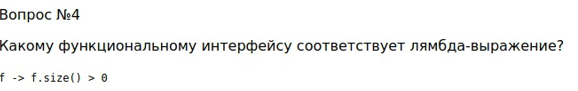 Вопрос №4
Какому функциональному интерфейсу соответствует лямбда-выражение?
f -> f.size() > 0